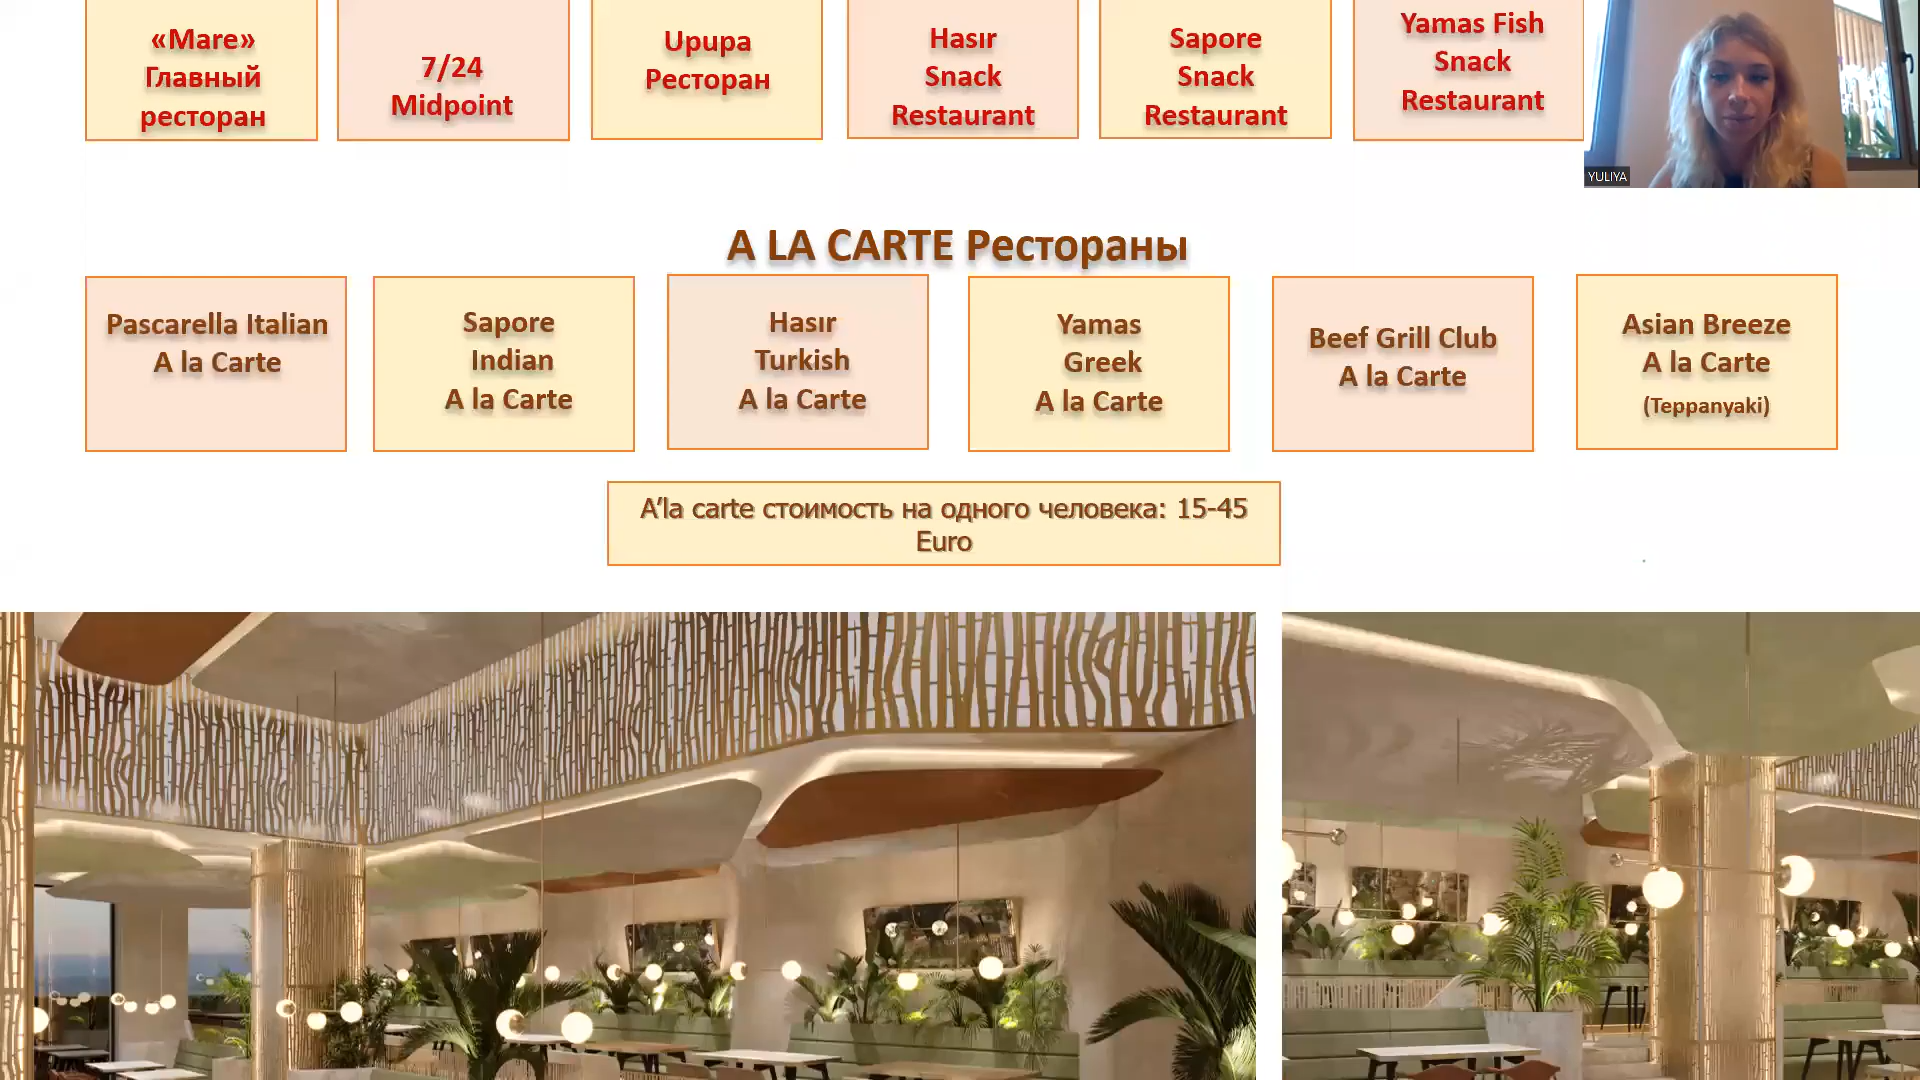 «Mare»
Главный
ресторан
7/24
Midpoint
Upupa
Ресторан
Hasır
Snack
Restaurant
Sapore
Snack
Restaurant
Yamas Fish
Snack
Restaurant
YULIYA
A LA CARTE Рестораны
Pascarella Italian
A la Carte
Sapore
Indian
A la Carte
Hasır
Turkish
A la Carte
Yamas
Greek
A la Carte
Beef Grill Club
A la Carte
Asian Breeze
A la Carte
(Teppanyaki)
A’la carte стоимость на одного человека: 15-45
Euro